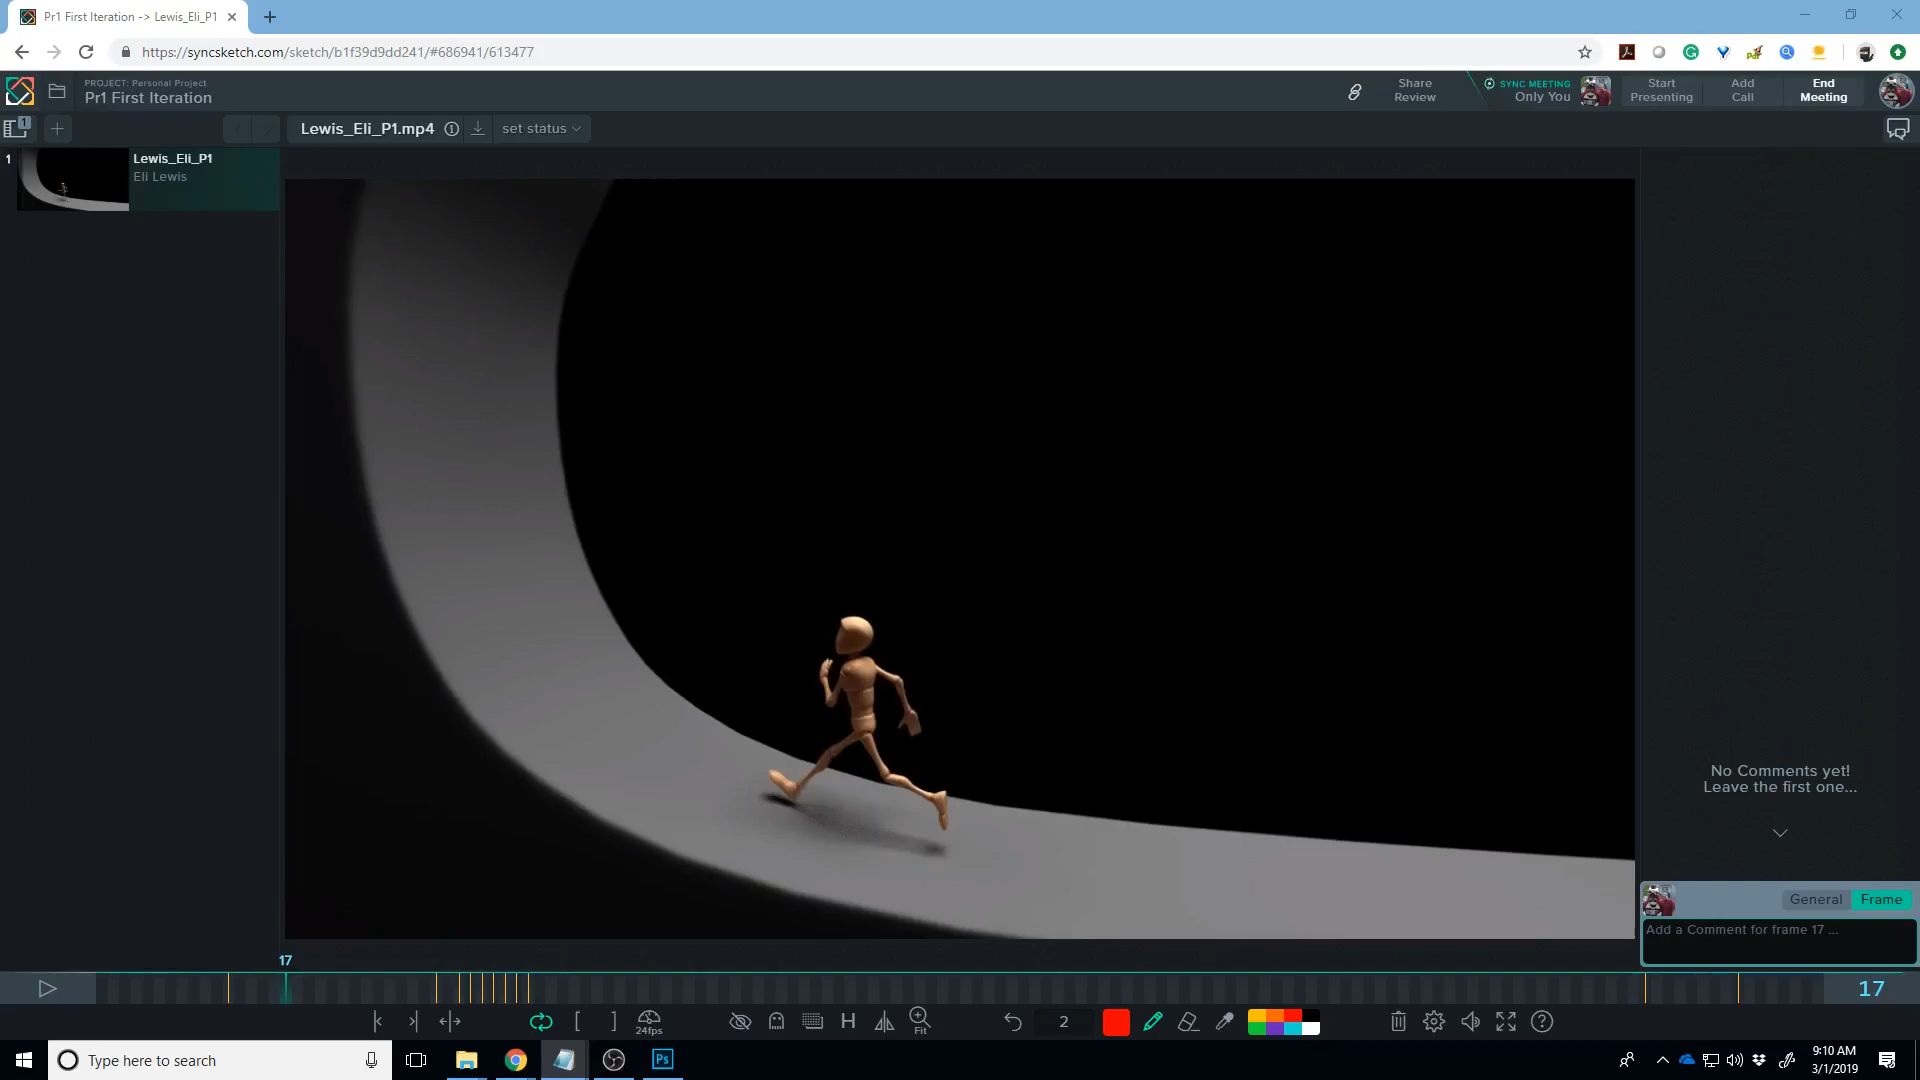 Pr1 First Iteration -> Lewis_Eli_P1
https://syncsketch.com/sketch/b1f39d9dd241/#686941/613477
PROJECT: Personal Project
Pr1 First Iteration
Share
Review
SYNC MEETING
Only You
Start
Presenting
Add
Call
End
Meeting
1
Lewis_Eli_P1.mp4
set status
1
Lewis_Eli_P1
Eli Lewis
No Comments yet!
Leave the first one...
General
Frame
Add a Comment for frame 17 ...
17
17
24fps
H
Fit
2
Type here to search
Ps
9:10 AM
3/1/2019